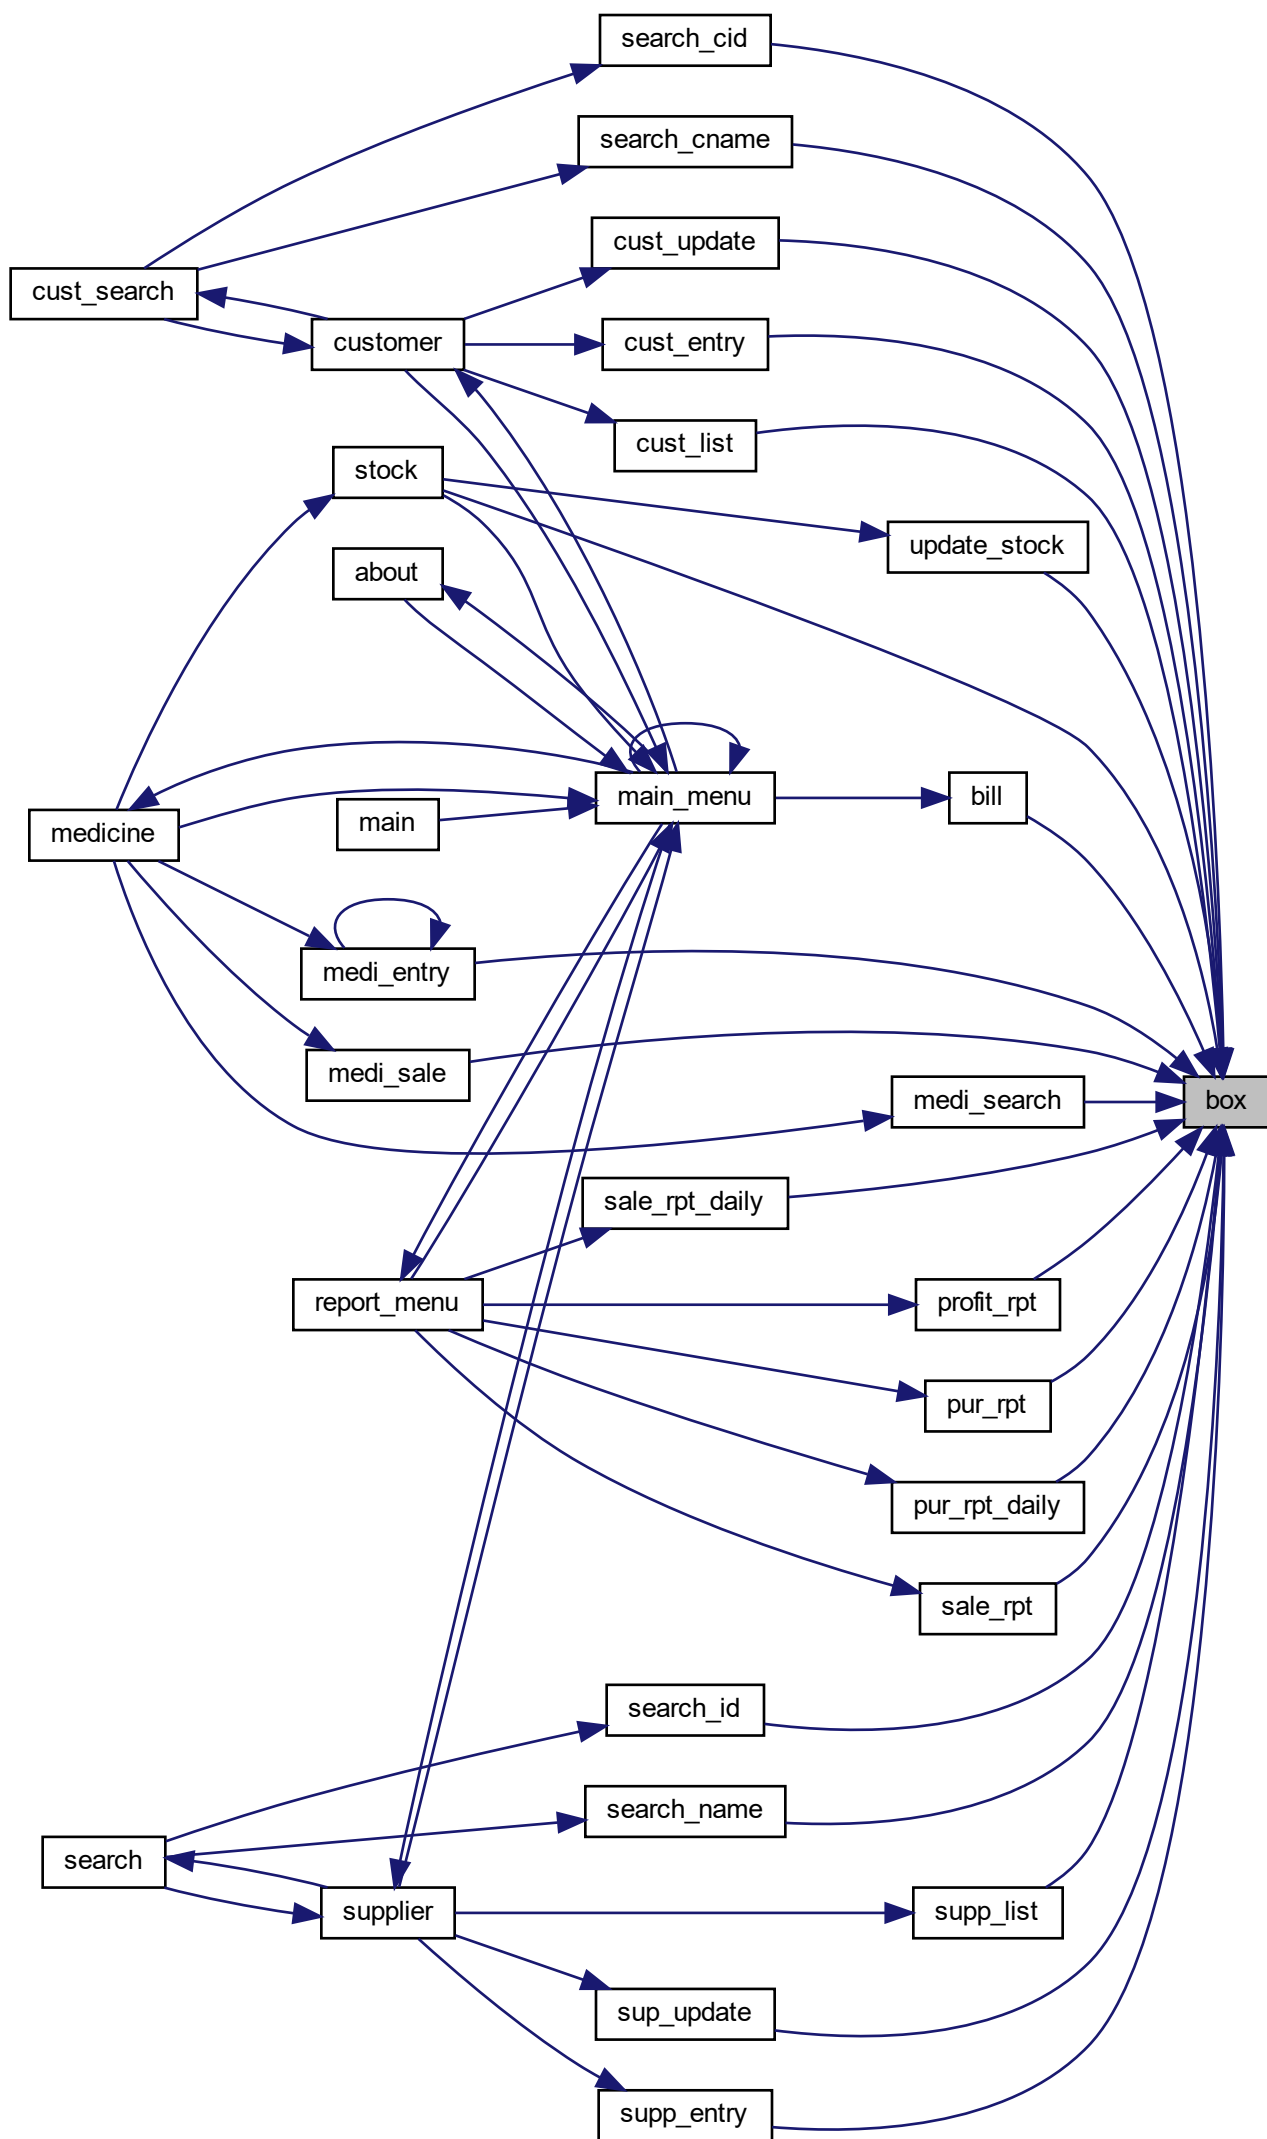 search_cid
search_cname
cust_update
cust_search
customer
cust_entry
cust_list
stock
update_stock
about
main_menu
bill
main
medicine
medi_entry
medi_sale
medi_search
box
sale_rpt_daily
report_menu
profit_rpt
pur_rpt
pur_rpt_daily
sale_rpt
search_id
search_name
search
supplier
supp_list
sup_update
supp_entry